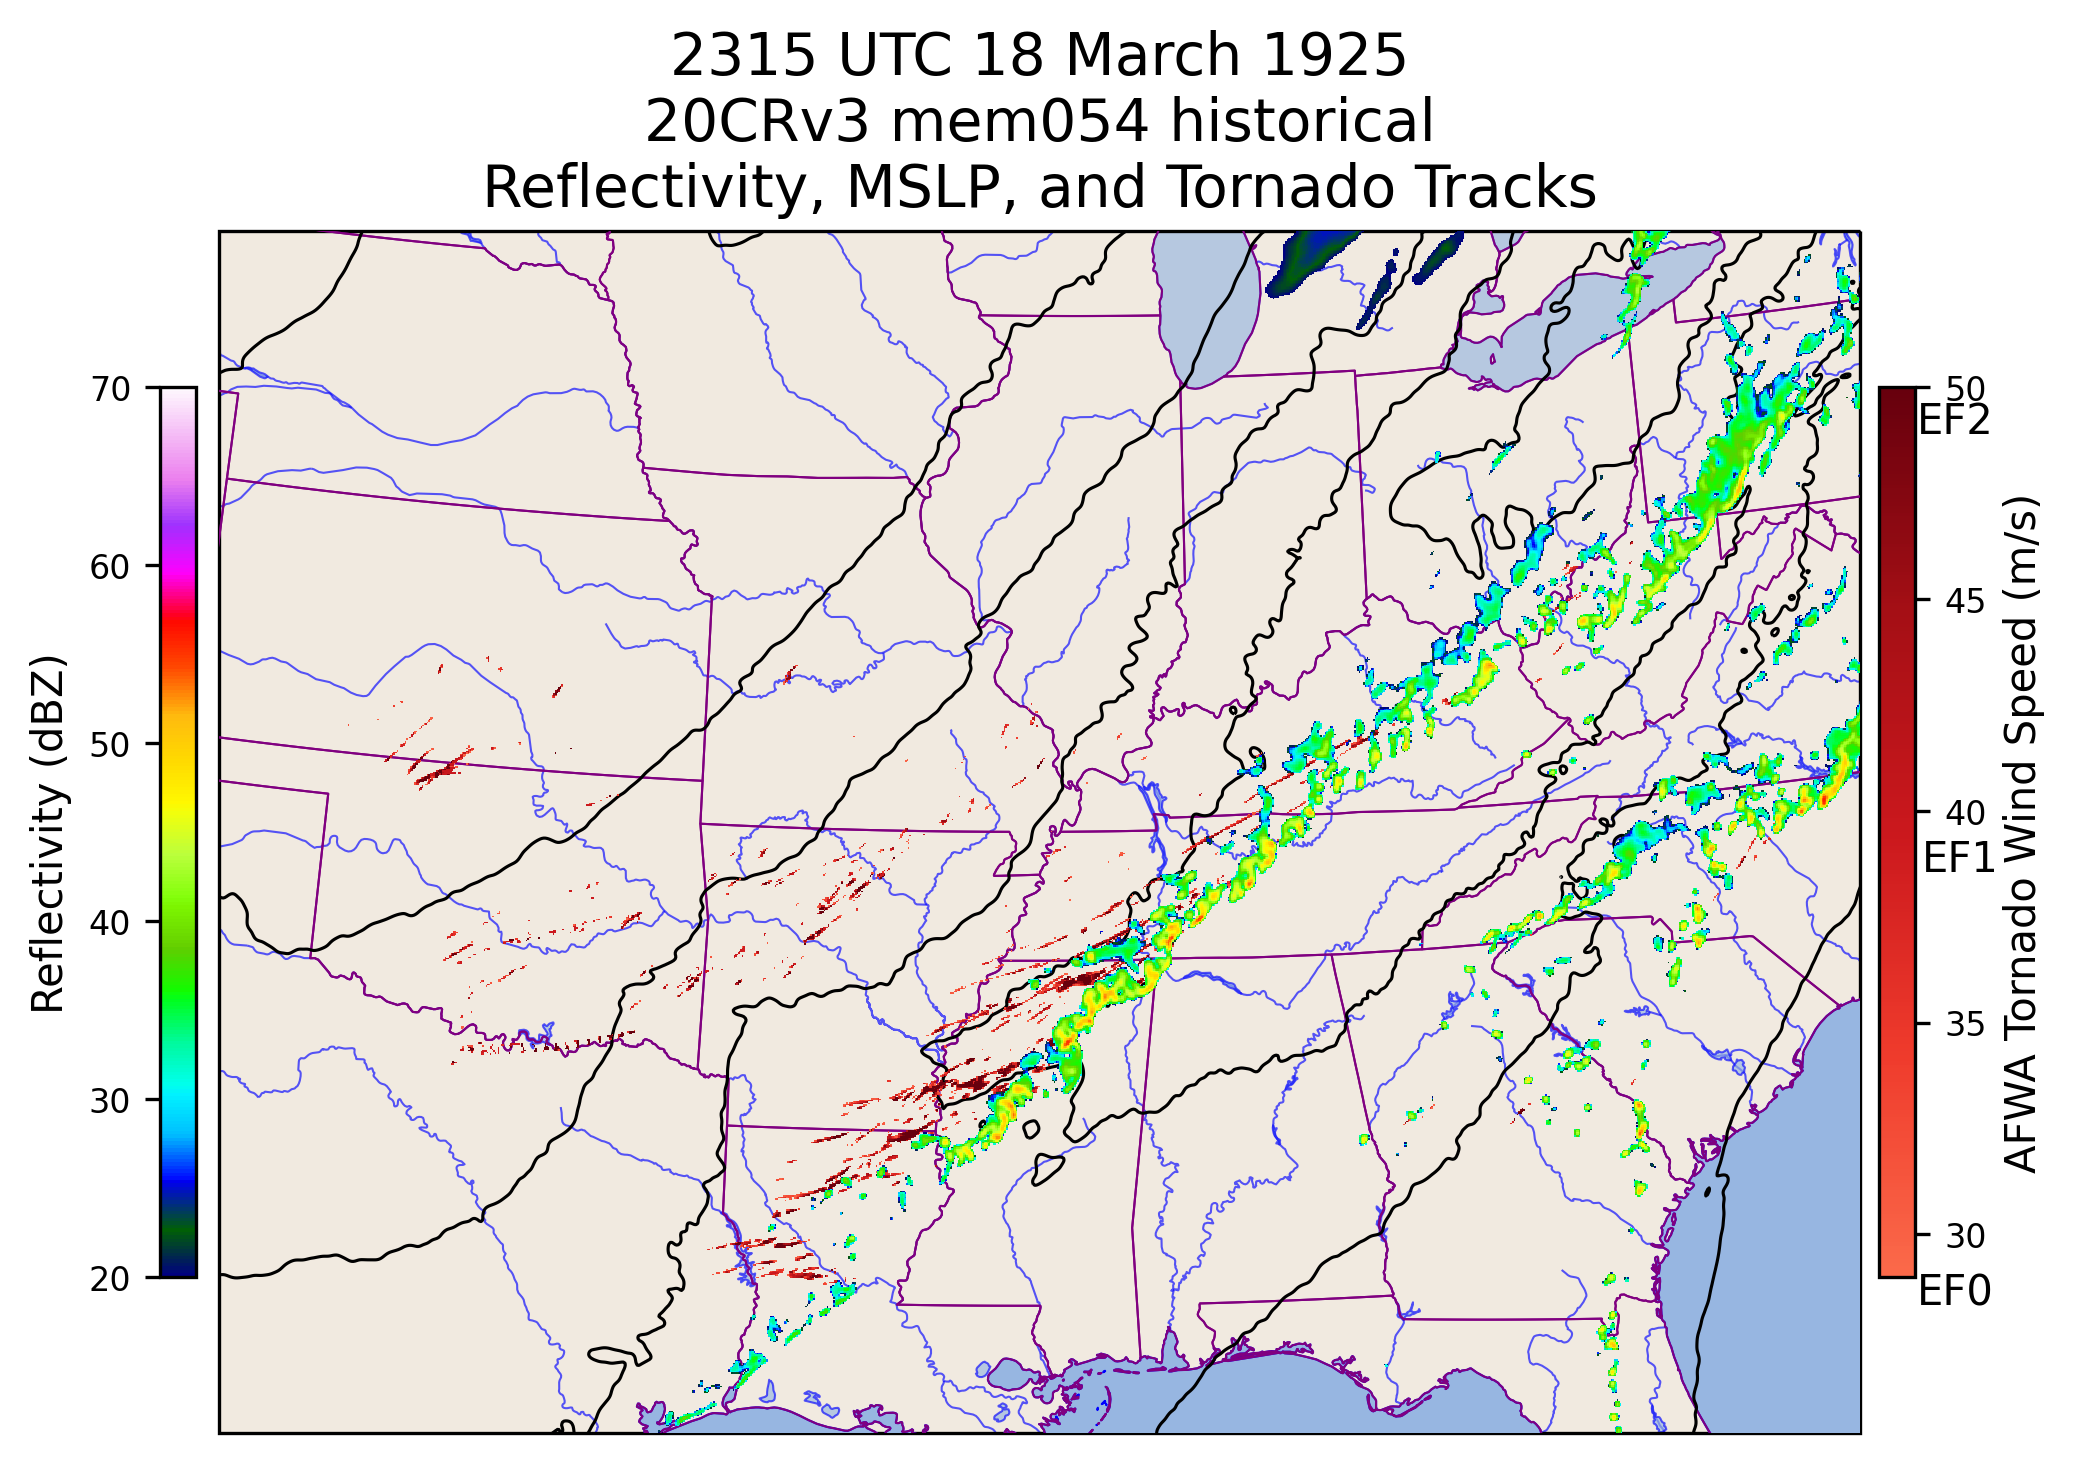 2315 UTC 18 March 1925
20CRv3 mem054 historical
Reflectivity, MSLP, and Tornado Tracks
Reflectivity (dBZ)
70
60
50
40
30
20
50
EF2
45
40
EF1
35
30
EF0
AFWA Tornado Wind Speed (m/s)